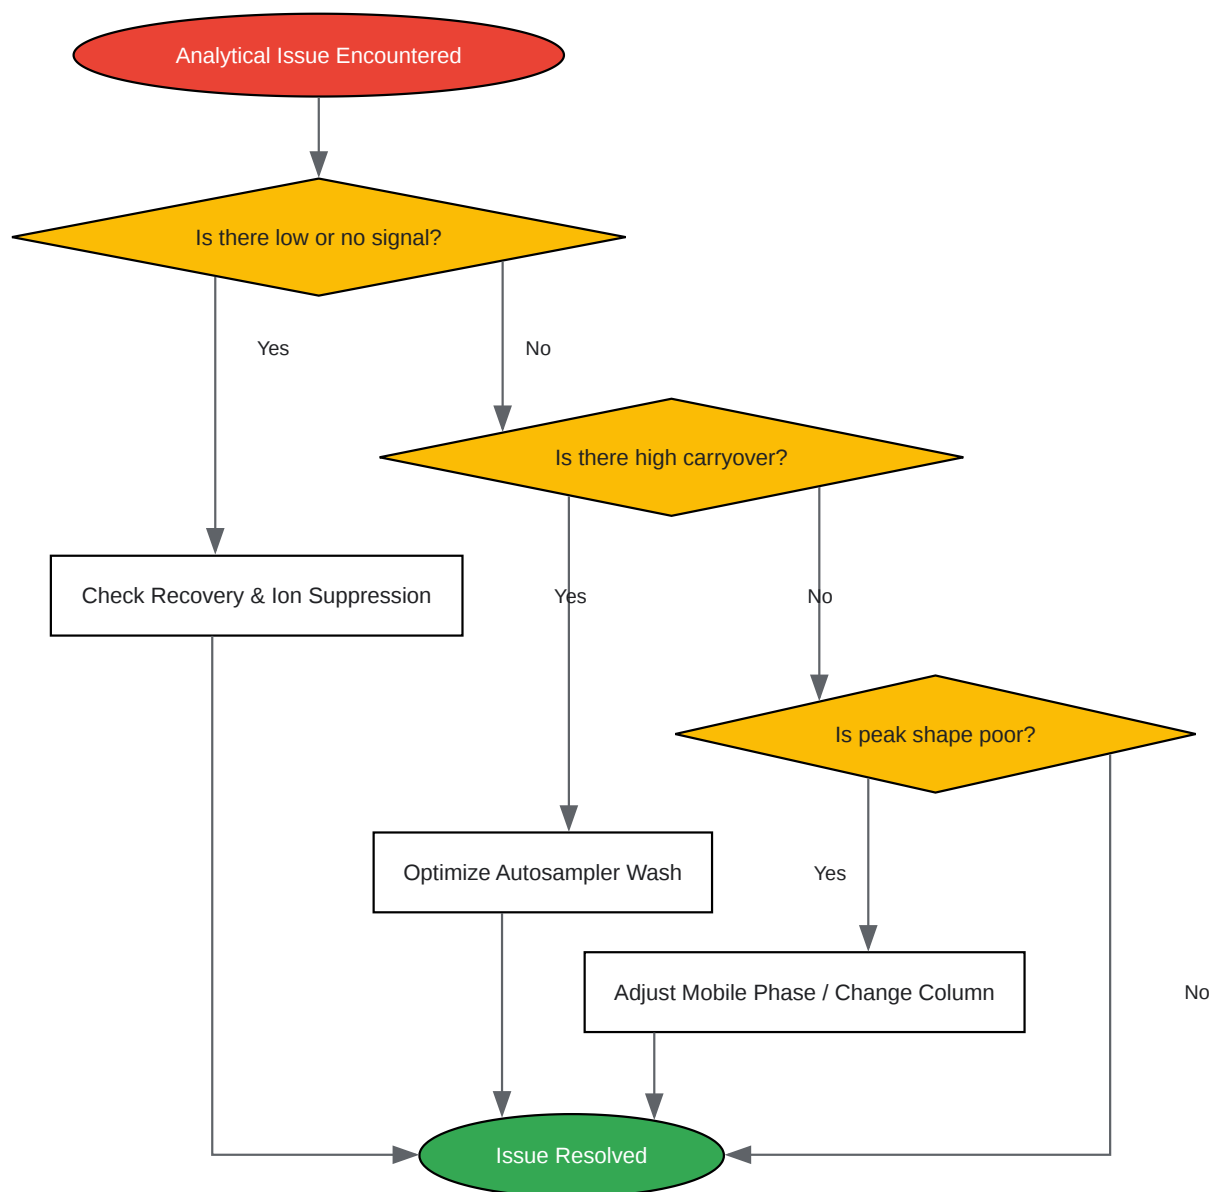 Analytical Issue Encountered
Is there low or no signal?
Yes
No
Is there high carryover?
Check Recovery & Ion Suppression
Yes
No
Is peak shape poor?
Optimize Autosampler Wash
Yes
Adjust Mobile Phase / Change Column
No
Issue Resolved